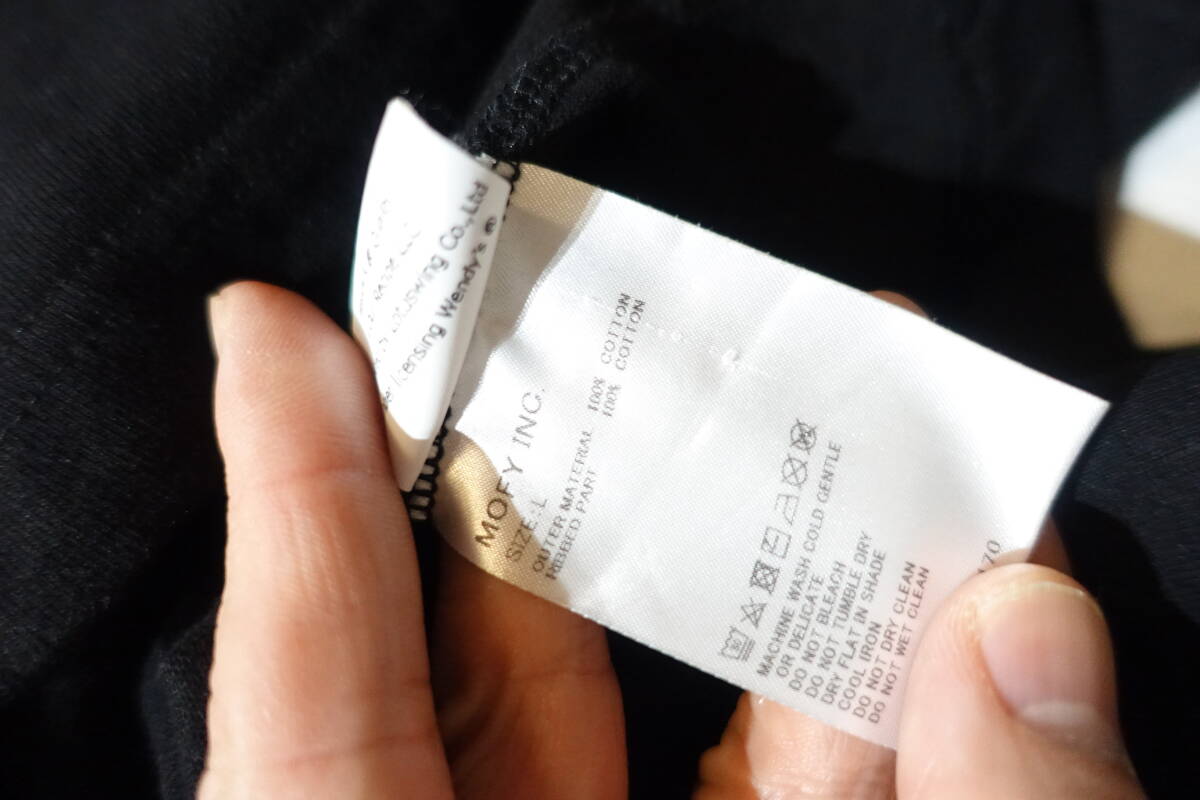 Co.,Ltd
licensing Wendy's ®
MOFY INC.
SIZE:L
OUTER MATERIAL 100% COTTON
RIBBED PART 100% COTTON
MACHINE WASH COLD GENTLE
OR DELICATE
DO NOT BLEACH
DO NOT TUMBLE DRY
DRY FLAT IN SHADE
COOL IRON
DO NOT DRY CLEAN
DO NOT WET CLEAN
170